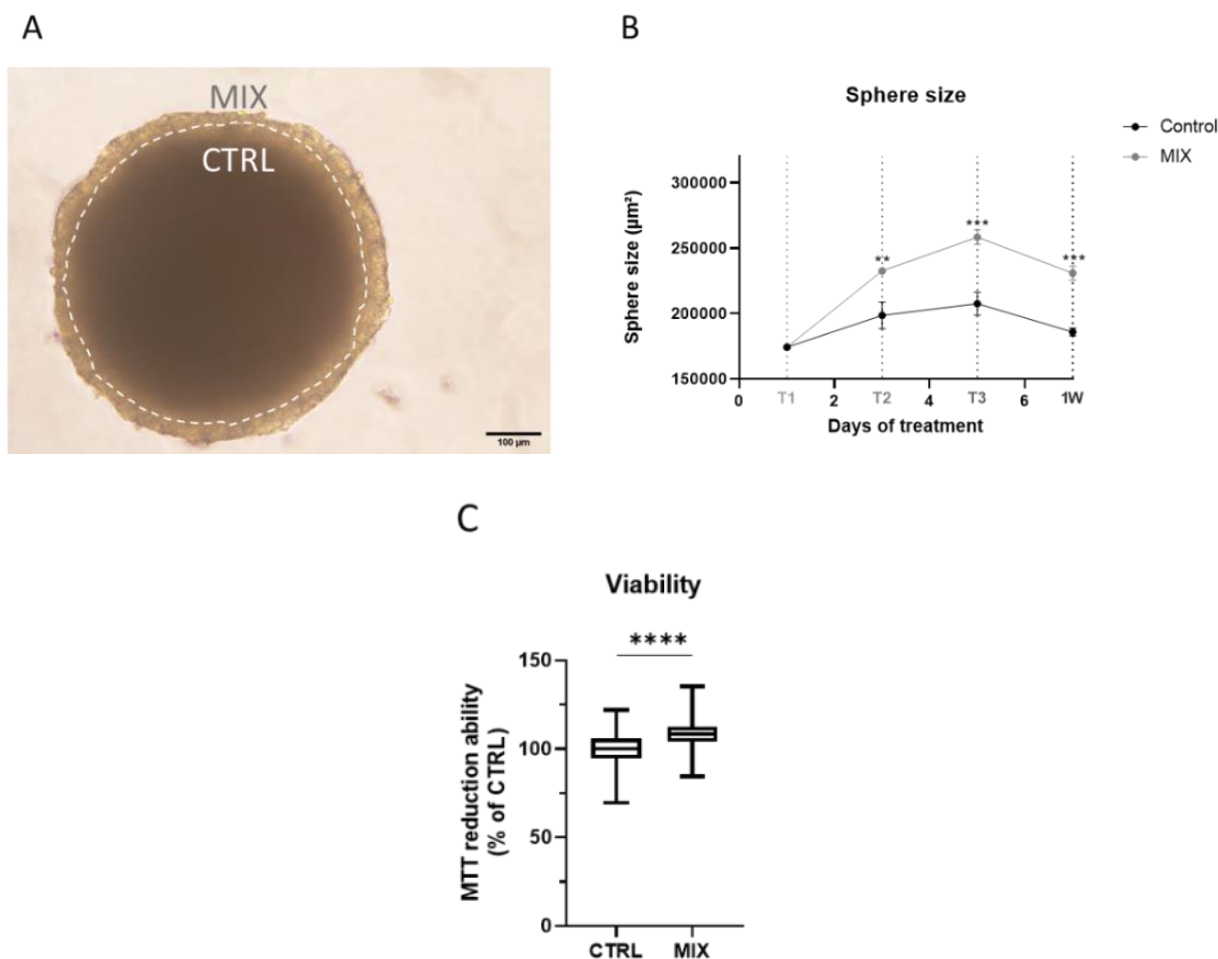 A
B
MIX
CTRL
100 µm
Sphere size
Control
MIX
Sphere size (µm²)
300000
250000
200000
150000
**
***
***
0 T1 2 T2 4 T3 6 1W
Days of treatment
C
Viability
****
MTT reduction ability
(% of CTRL)
150
100
50
0
CTRL MIX